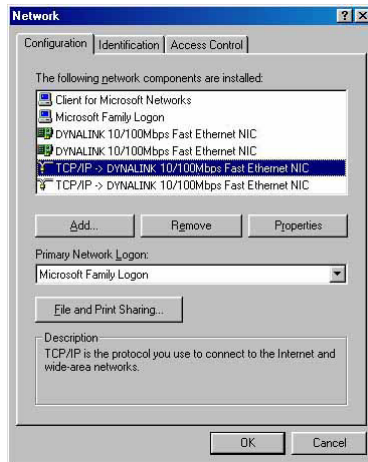 Network
Configuration Identification Access Control
The following network components are installed:
Client for Microsoft Networks
Microsoft Family Logon
DYNALINK 10/100Mbps Fast Ethernet NIC
DYNALINK 10/100Mbps Fast Ethernet NIC
TCP/IP -> DYNALINK 10/100Mbps Fast Ethernet NIC
TCP/IP -> DYNALINK 10/100Mbps Fast Ethernet NIC
Add... Remove Properties
Primary Network Logon:
Microsoft Family Logon
File and Print Sharing...
Description
TCP/IP is the protocol you use to connect to the Internet and
wide-area networks.
OK Cancel